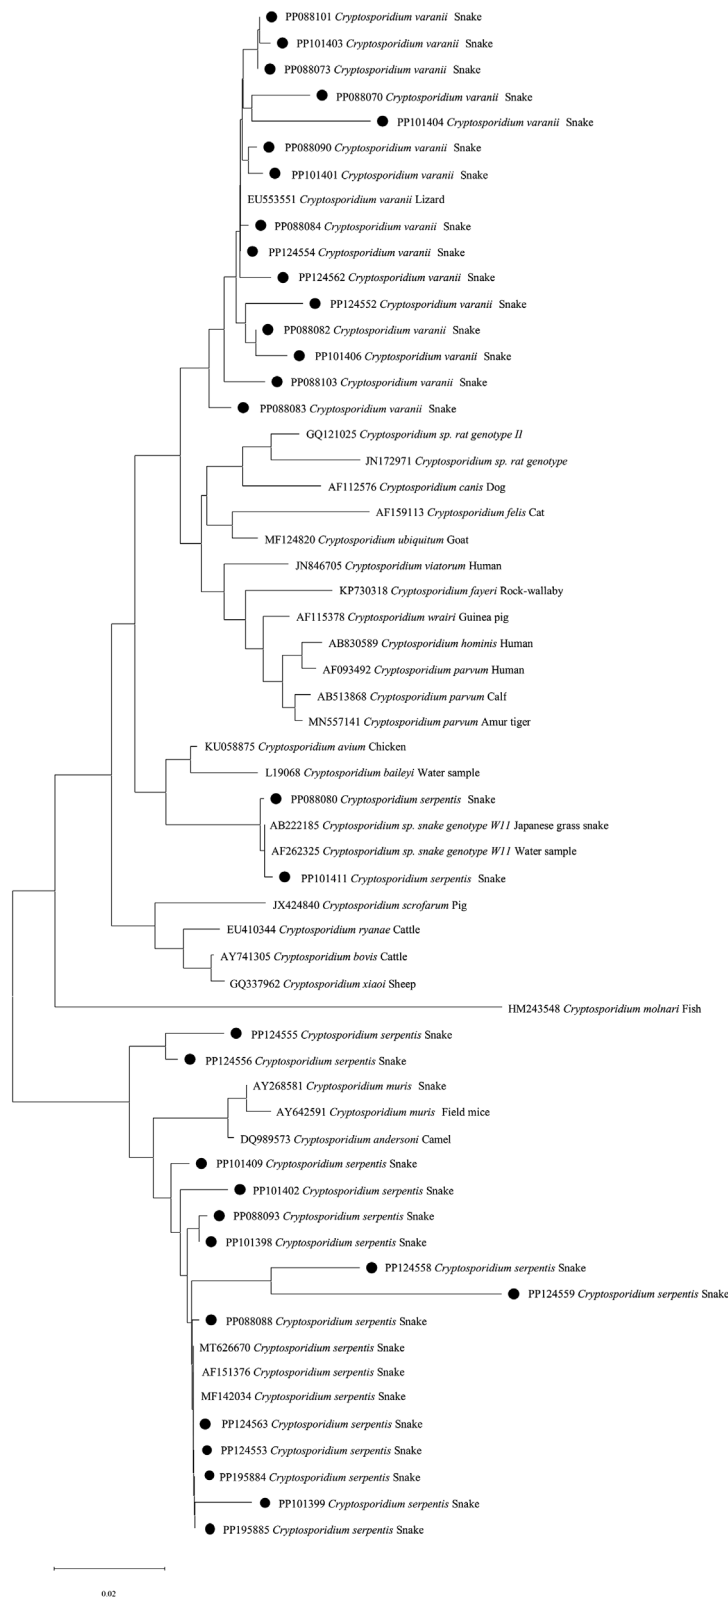 PP088101 Cryptosporidium varanii Snake
PP101403 Cryptosporidium varanii Snake
PP088073 Cryptosporidium varanii Snake
PP088070 Cryptosporidium varanii Snake
PP101404 Cryptosporidium varanii Snake
PP088090 Cryptosporidium varanii Snake
PP101401 Cryptosporidium varanii Snake
EU553551 Cryptosporidium varanii Lizard
PP088084 Cryptosporidium varanii Snake
PP124554 Cryptosporidium varanii Snake
PP124562 Cryptosporidium varanii Snake
PP124552 Cryptosporidium varanii Snake
PP088082 Cryptosporidium varanii Snake
PP101406 Cryptosporidium varanii Snake
PP088103 Cryptosporidium varanii Snake
PP088083 Cryptosporidium varanii Snake
GQ121025 Cryptosporidium sp. rat genotype II
JN172971 Cryptosporidium sp. rat genotype
AF112576 Cryptosporidium canis Dog
AF159113 Cryptosporidium felis Cat
MF124820 Cryptosporidium ubiquitum Goat
JN846705 Cryptosporidium viatorum Human
KP730318 Cryptosporidium fayeri Rock-wallaby
AF115378 Cryptosporidium wrairi Guinea pig
AB830589 Cryptosporidium hominis Human
AF093492 Cryptosporidium parvum Human
AB513868 Cryptosporidium parvum Calf
MN557141 Cryptosporidium parvum Amur tiger
KU058875 Cryptosporidium avium Chicken
L19068 Cryptosporidium baileyi Water sample
PP088080 Cryptosporidium serpentis Snake
AB222185 Cryptosporidium sp. snake genotype W11 Japanese grass snake
AF262325 Cryptosporidium sp. snake genotype W11 Water sample
PP101411 Cryptosporidium serpentis Snake
JX424840 Cryptosporidium scrofarum Pig
EU410344 Cryptosporidium ryanae Cattle
AY741305 Cryptosporidium bovis Cattle
GQ337962 Cryptosporidium xiaoi Sheep
HM243548 Cryptosporidium molnari Fish
PP124555 Cryptosporidium serpentis Snake
PP124556 Cryptosporidium serpentis Snake
AY268581 Cryptosporidium muris Snake
AY642591 Cryptosporidium muris Field mice
DQ989573 Cryptosporidium andersoni Camel
PP101409 Cryptosporidium serpentis Snake
PP101402 Cryptosporidium serpentis Snake
PP088093 Cryptosporidium serpentis Snake
PP101398 Cryptosporidium serpentis Snake
PP124558 Cryptosporidium serpentis Snake
PP124559 Cryptosporidium serpentis Snake
PP088088 Cryptosporidium serpentis Snake
MT626670 Cryptosporidium serpentis Snake
AF151376 Cryptosporidium serpentis Snake
MF142034 Cryptosporidium serpentis Snake
PP124563 Cryptosporidium serpentis Snake
PP124553 Cryptosporidium serpentis Snake
PP195884 Cryptosporidium serpentis Snake
PP101399 Cryptosporidium serpentis Snake
PP195885 Cryptosporidium serpentis Snake
0.02